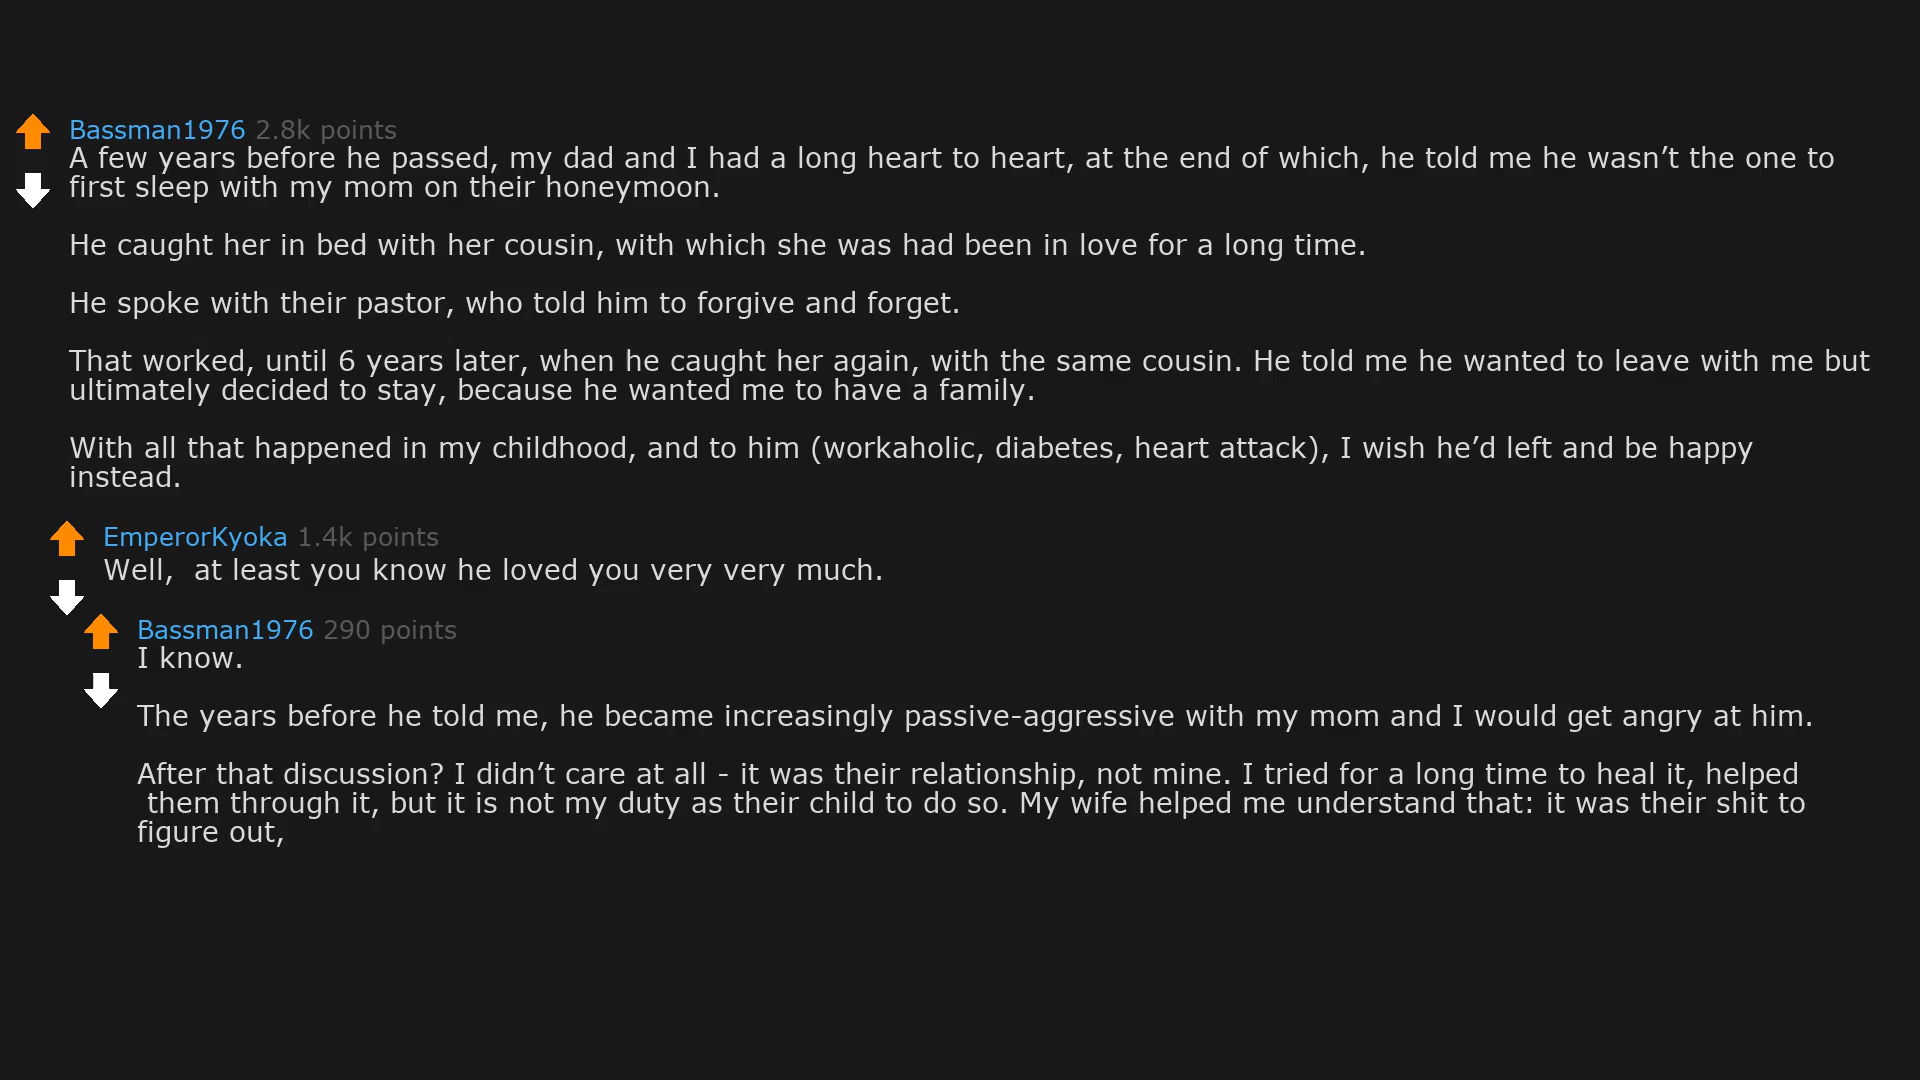 Bassman1976 2.8k points
A few years before he passed, my dad and I had a long heart to heart, at the end of which, he told me he wasn’t the one to
first sleep with my mom on their honeymoon.
He caught her in bed with her cousin, with which she was had been in love for a long time.
He spoke with their pastor, who told him to forgive and forget.
That worked, until 6 years later, when he caught her again, with the same cousin. He told me he wanted to leave with me but
ultimately decided to stay, because he wanted me to have a family.
With all that happened in my childhood, and to him (workaholic, diabetes, heart attack), I wish he’d left and be happy
instead.
EmperorKyoka 1.4k points
Well,  at least you know he loved you very very much.
Bassman1976 290 points
I know.
The years before he told me, he became increasingly passive-aggressive with my mom and I would get angry at him.
After that discussion? I didn’t care at all - it was their relationship, not mine. I tried for a long time to heal it, helped
them through it, but it is not my duty as their child to do so. My wife helped me understand that: it was their shit to
figure out,